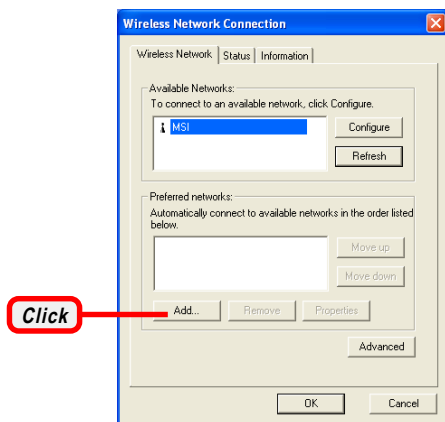 Wireless Network Connection
Wireless Network Status Information
Available Networks:
To connect to an available network, click Configure.
MSI
Configure
Refresh
Preferred networks:
Automatically connect to available networks in the order listed
below.
Move up
Move down
Click
Add... Remove Properties
Advanced
OK Cancel